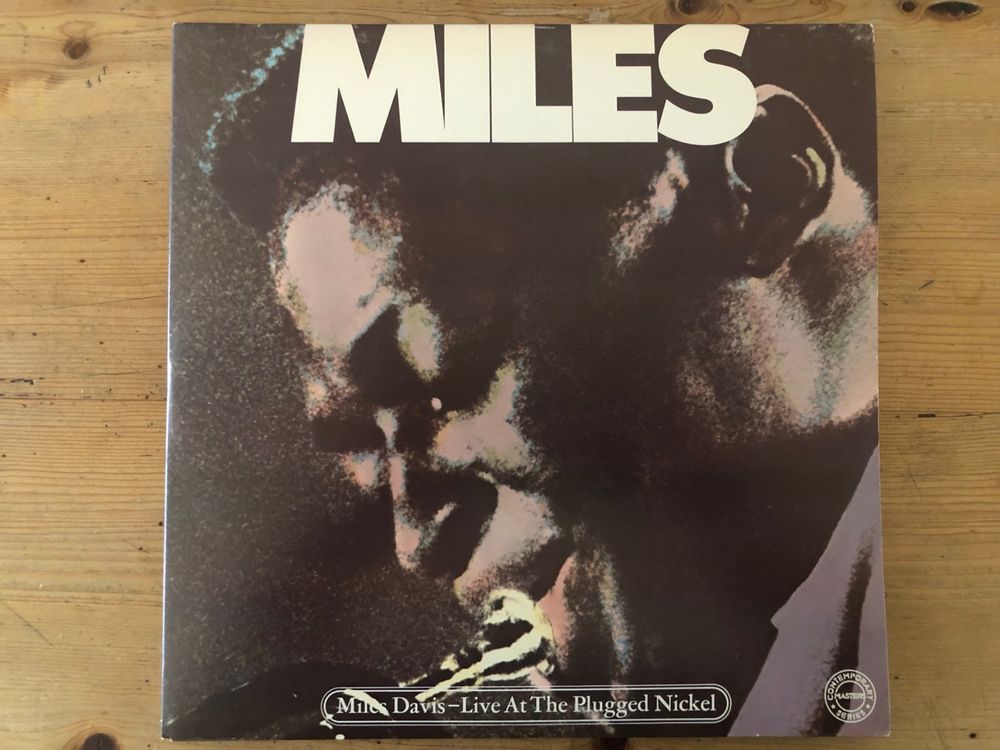 MILES
Miles Davis–Live At The Plugged Nickel
CONTEMPORARY
MASTERS
SERIES